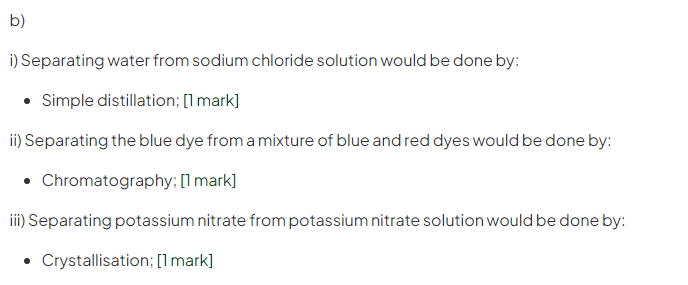 b)
i) Separating water from sodium chloride solution would be done by:
• Simple distillation; [1 mark]
ii) Separating the blue dye from a mixture of blue and red dyes would be done by:
• Chromatography; [1 mark]
iii) Separating potassium nitrate from potassium nitrate solution would be done by:
• Crystallisation; [1 mark]